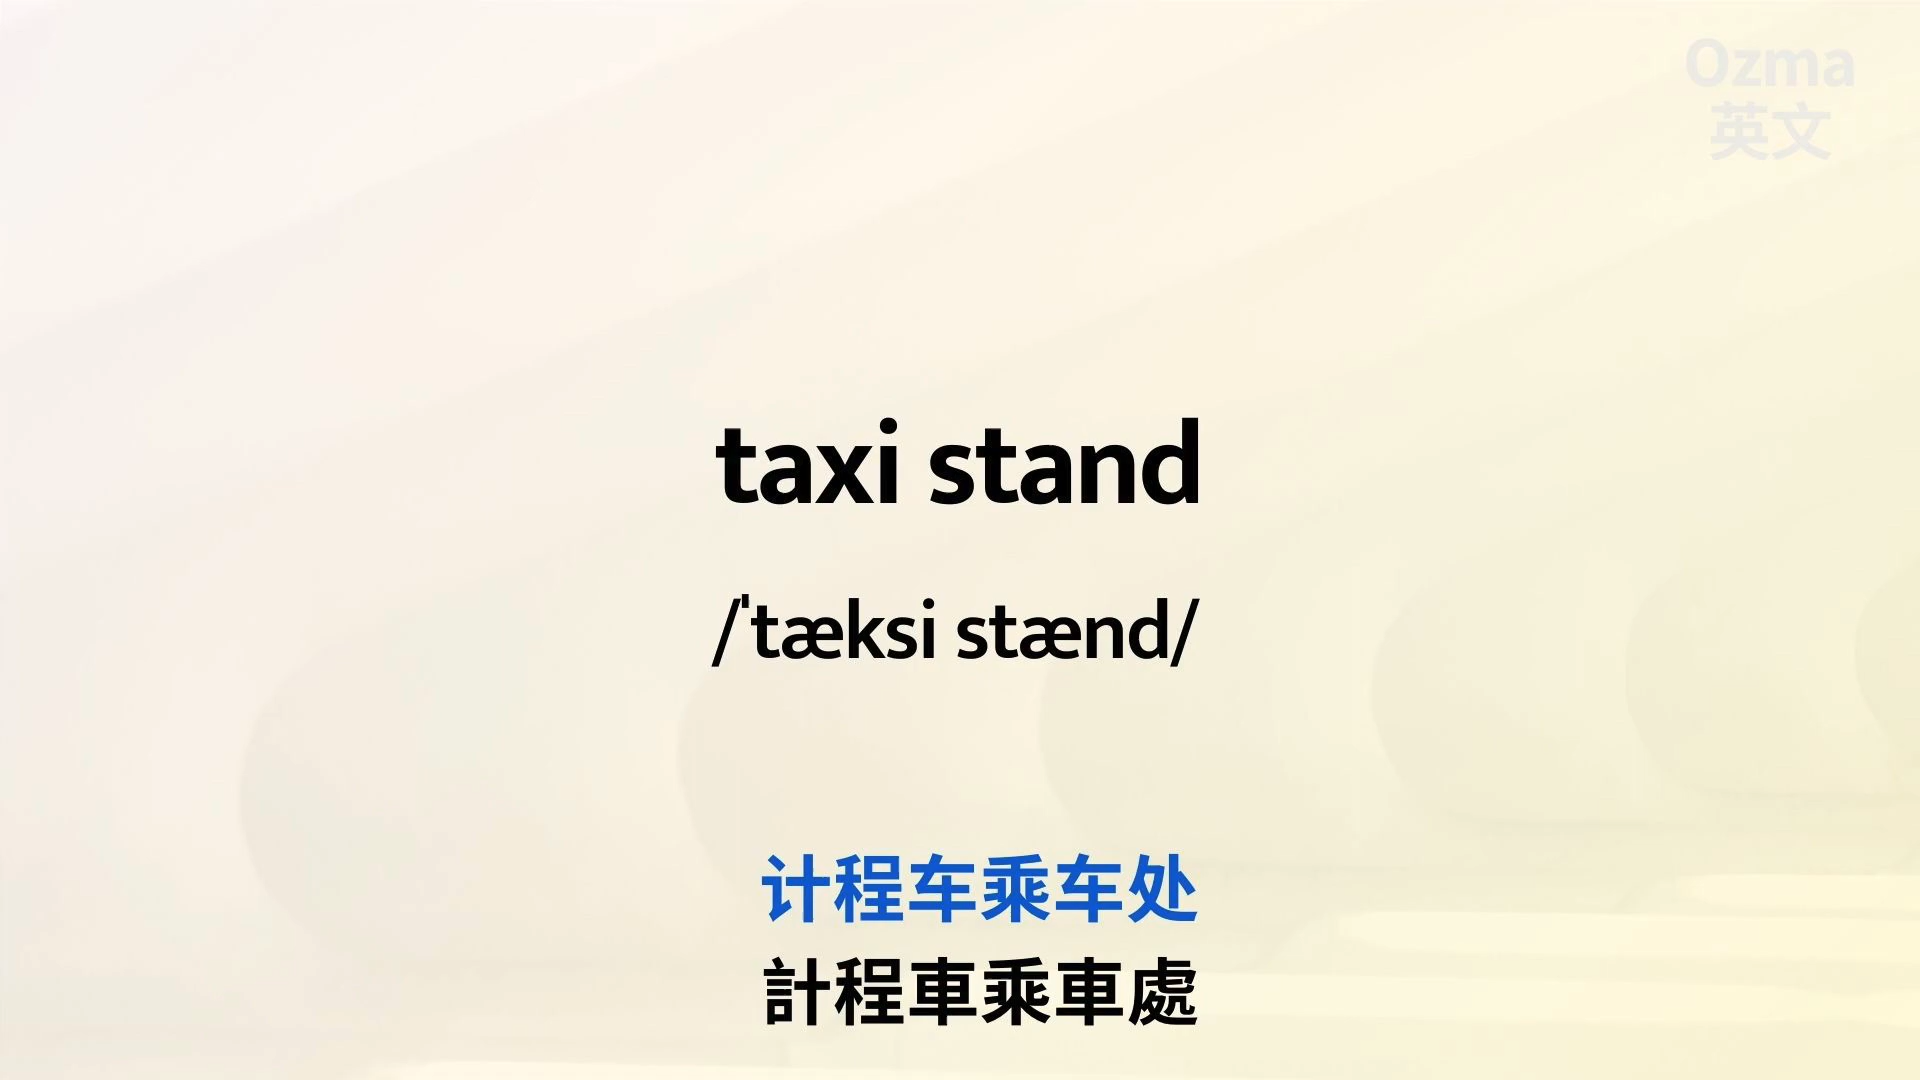 Ozma
英文
taxi stand
/ˈtæksi stænd/
计程车乘车处
計程車乘車處